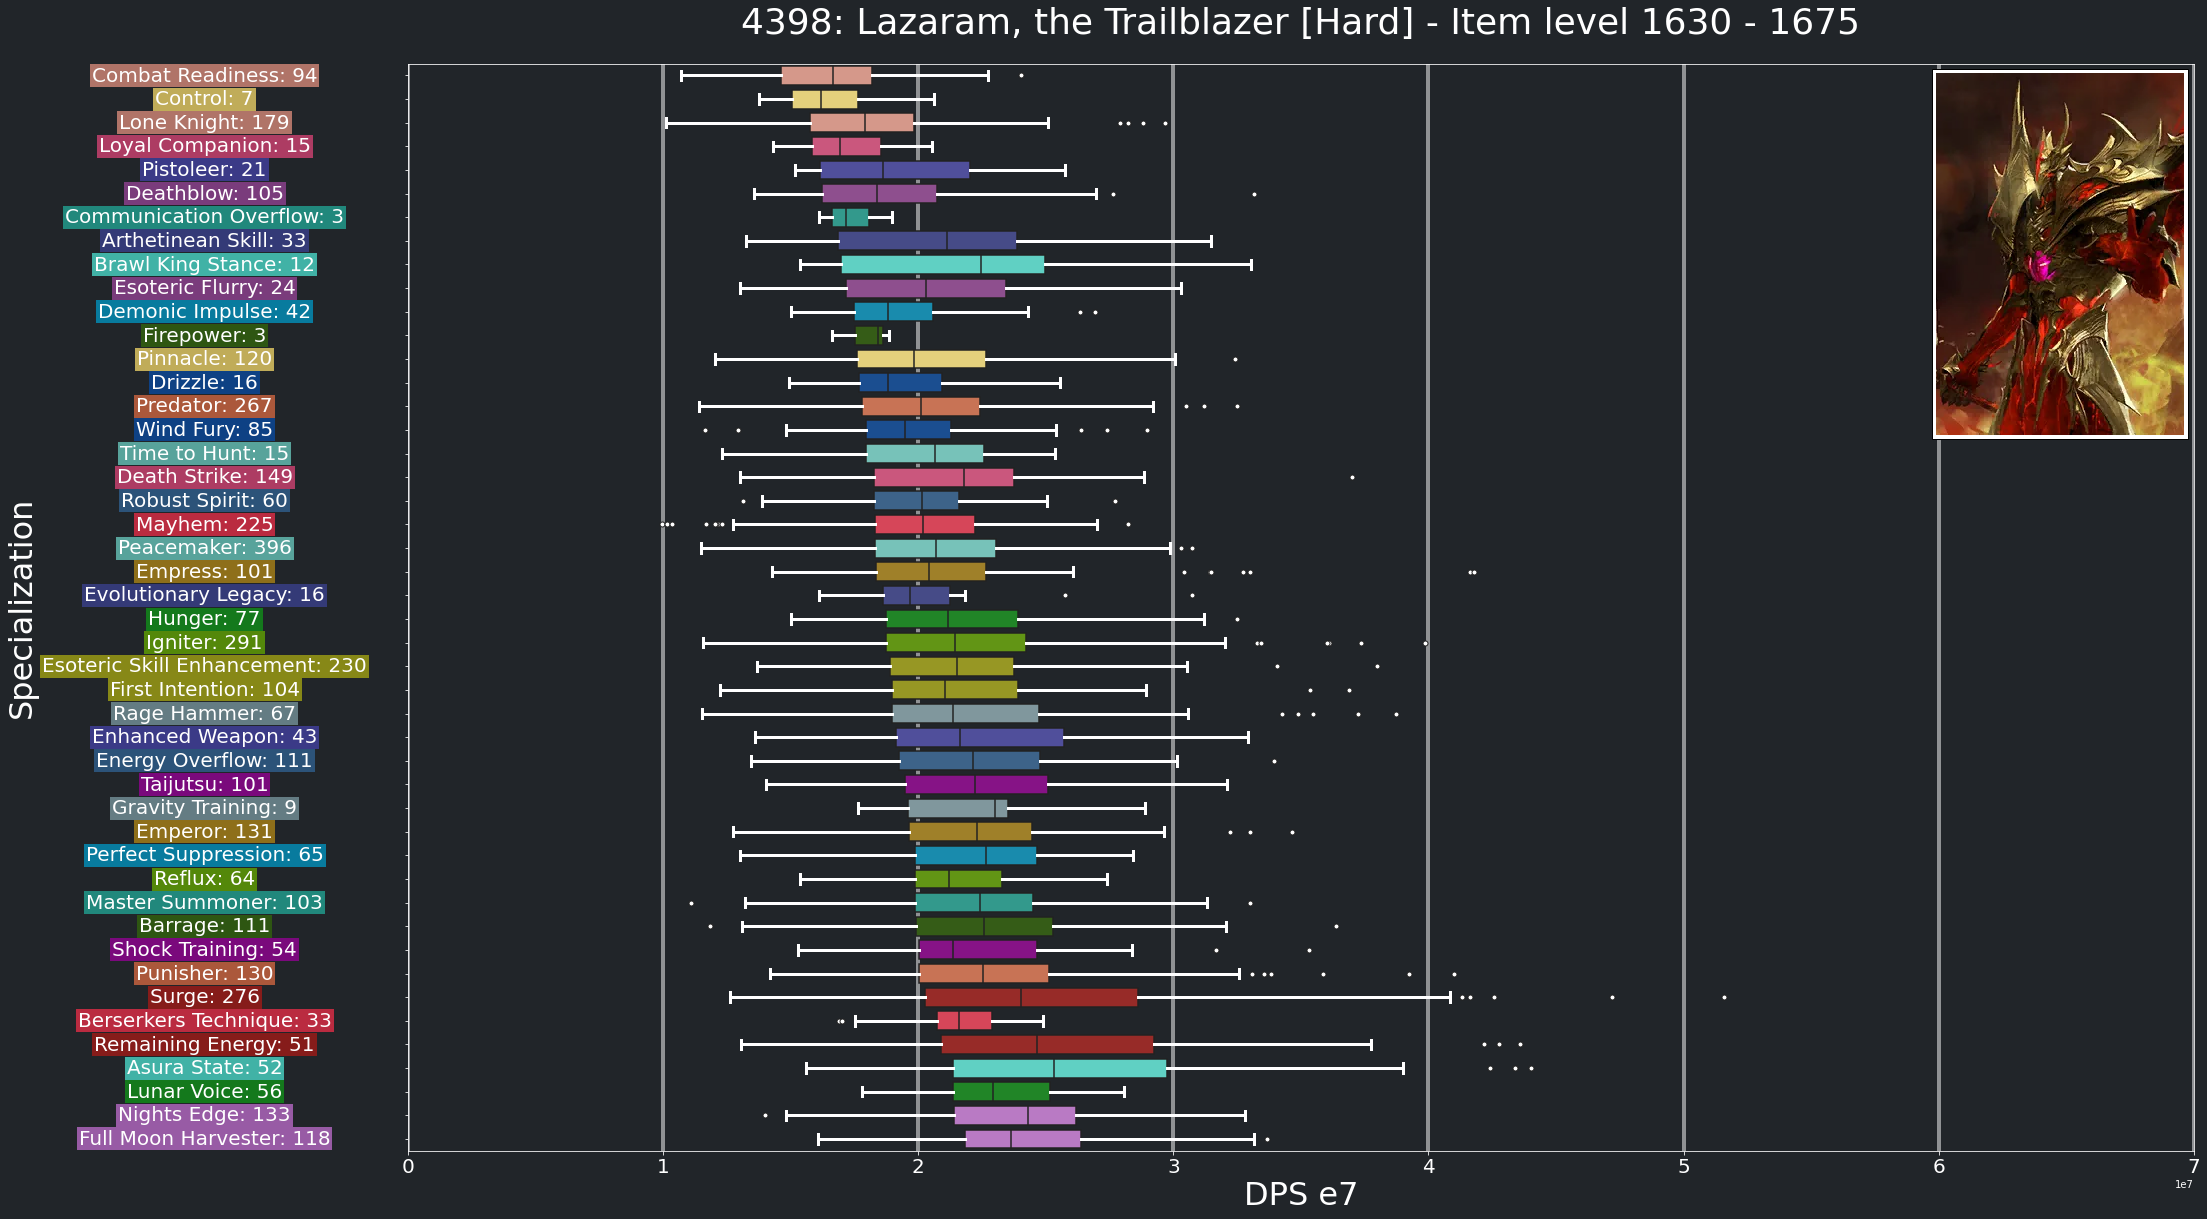 4398: Lazaram, the Trailblazer [Hard] - Item level 1630 - 1675
Specialization
Combat Readiness: 94
Control: 7
Lone Knight: 179
Loyal Companion: 15
Pistoleer: 21
Deathblow: 105
Communication Overflow: 3
Arthetinean Skill: 33
Brawl King Stance: 12
Esoteric Flurry: 24
Demonic Impulse: 42
Firepower: 3
Pinnacle: 120
Drizzle: 16
Predator: 267
Wind Fury: 85
Time to Hunt: 15
Death Strike: 149
Robust Spirit: 60
Mayhem: 225
Peacemaker: 396
Empress: 101
Evolutionary Legacy: 16
Hunger: 77
Igniter: 291
Esoteric Skill Enhancement: 230
First Intention: 104
Rage Hammer: 67
Enhanced Weapon: 43
Energy Overflow: 111
Taijutsu: 101
Gravity Training: 9
Emperor: 131
Perfect Suppression: 65
Reflux: 64
Master Summoner: 103
Barrage: 111
Shock Training: 54
Punisher: 130
Surge: 276
Berserkers Technique: 33
Remaining Energy: 51
Asura State: 52
Lunar Voice: 56
Nights Edge: 133
Full Moon Harvester: 118
0 1 2 3 4 5 6 7
1e7
DPS e7